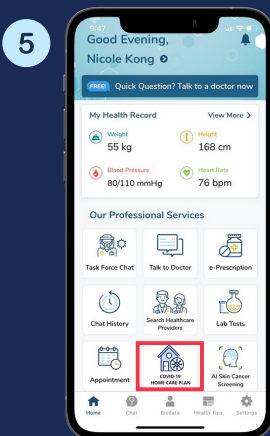 5
9:47
Good Evening,
Nicole Kong
FREE! Quick Question? Talk to a doctor now
My Health Record View More >
Weight Height
55 kg 168 cm
Blood Pressure Heart Rate
80/110 mmHg 76 bpm
Our Professional Services
Task Force Chat Talk to Doctor e-Prescription
Chat History Search Healthcare Providers Lab Tests
Appointment COVID-19 HOME CARE PLAN AI Skin Cancer Screening
Home Chat Biodata Health Tips Settings